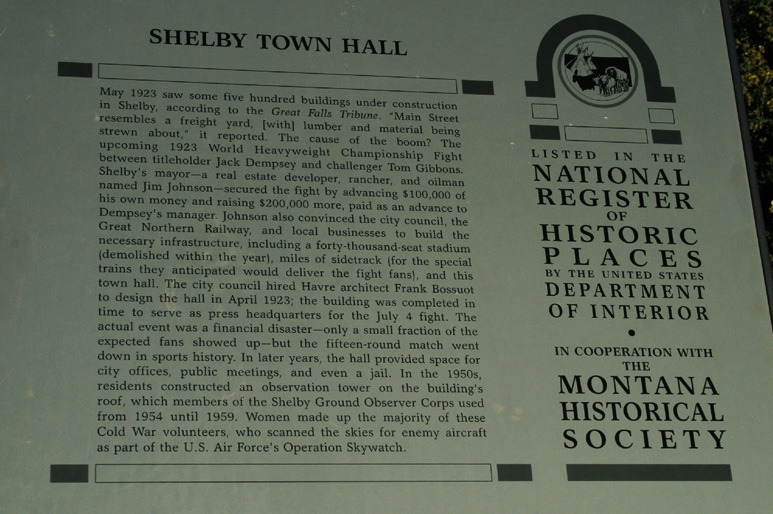 SHELBY TOWN HALL
May 1923 saw some five hundred buildings under construction
in Shelby, according to the Great Falls Tribune. "Main Street
resembles a freight yard, [with] lumber and material being
strewn about," it reported. The cause of the boom? The
upcoming 1923 World Heavyweight Championship Fight
between titleholder Jack Dempsey and challenger Tom Gibbons.
Shelby's mayor—a real estate developer, rancher, and oilman
named Jim Johnson—secured the fight by advancing $100,000 of
his own money and raising $200,000 more, paid as an advance to
Dempsey's manager. Johnson also convinced the city council, the
Great Northern Railway, and local businesses to build the
necessary infrastructure, including a forty-thousand-seat stadium
(demolished within the year), miles of sidetrack (for the special
trains they anticipated would deliver the fight fans), and this
town hall. The city council hired Havre architect Frank Bossuot
to design the hall in April 1923; the building was completed in
time to serve as press headquarters for the July 4 fight. The
actual event was a financial disaster—only a small fraction of the
expected fans showed up—but the fifteen-round match went
down in sports history. In later years, the hall provided space for
city offices, public meetings, and even a jail. In the 1950s,
residents constructed an observation tower on the building's
roof, which members of the Shelby Ground Observer Corps used
from 1954 until 1959. Women made up the majority of these
Cold War volunteers, who scanned the skies for enemy aircraft
as part of the U.S. Air Force's Operation Skywatch.
LISTED IN THE
NATIONAL
REGISTER
OF
HISTORIC
PLACES
BY THE UNITED STATES
DEPARTMENT
OF INTERIOR
•
IN COOPERATION WITH
THE
MONTANA
HISTORICAL
SOCIETY